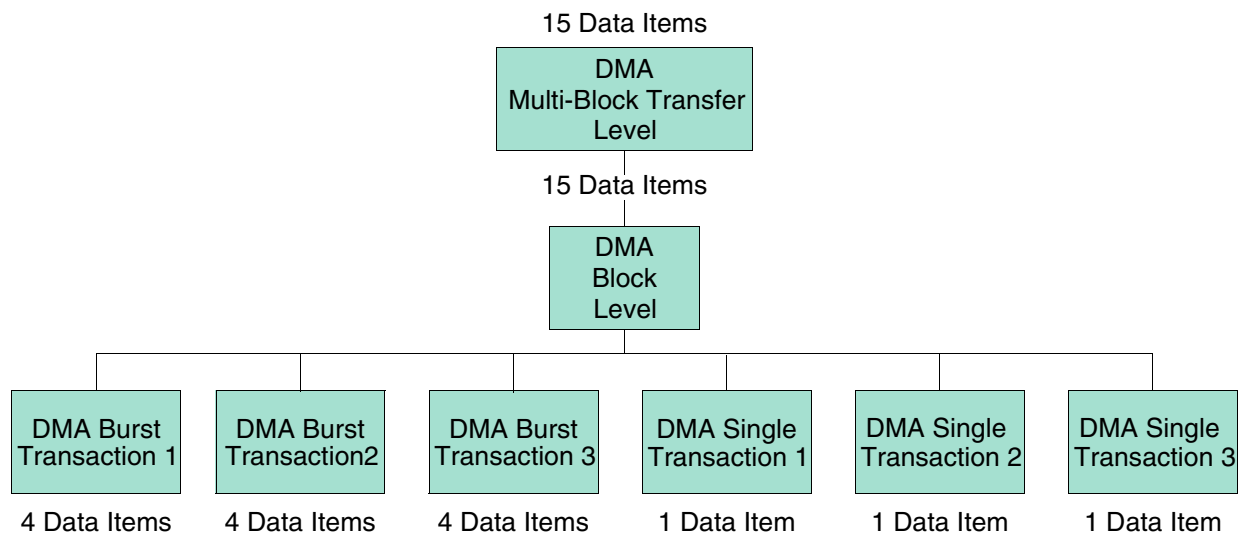 15 Data Items
DMA
Multi-Block Transfer
Level
15 Data Items
DMA
Block
Level
DMA Burst
Transaction 1
DMA Burst
Transaction2
DMA Burst
Transaction 3
DMA Single
Transaction 1
DMA Single
Transaction 2
DMA Single
Transaction 3
4 Data Items
4 Data Items
4 Data Items
1 Data Item
1 Data Item
1 Data Item